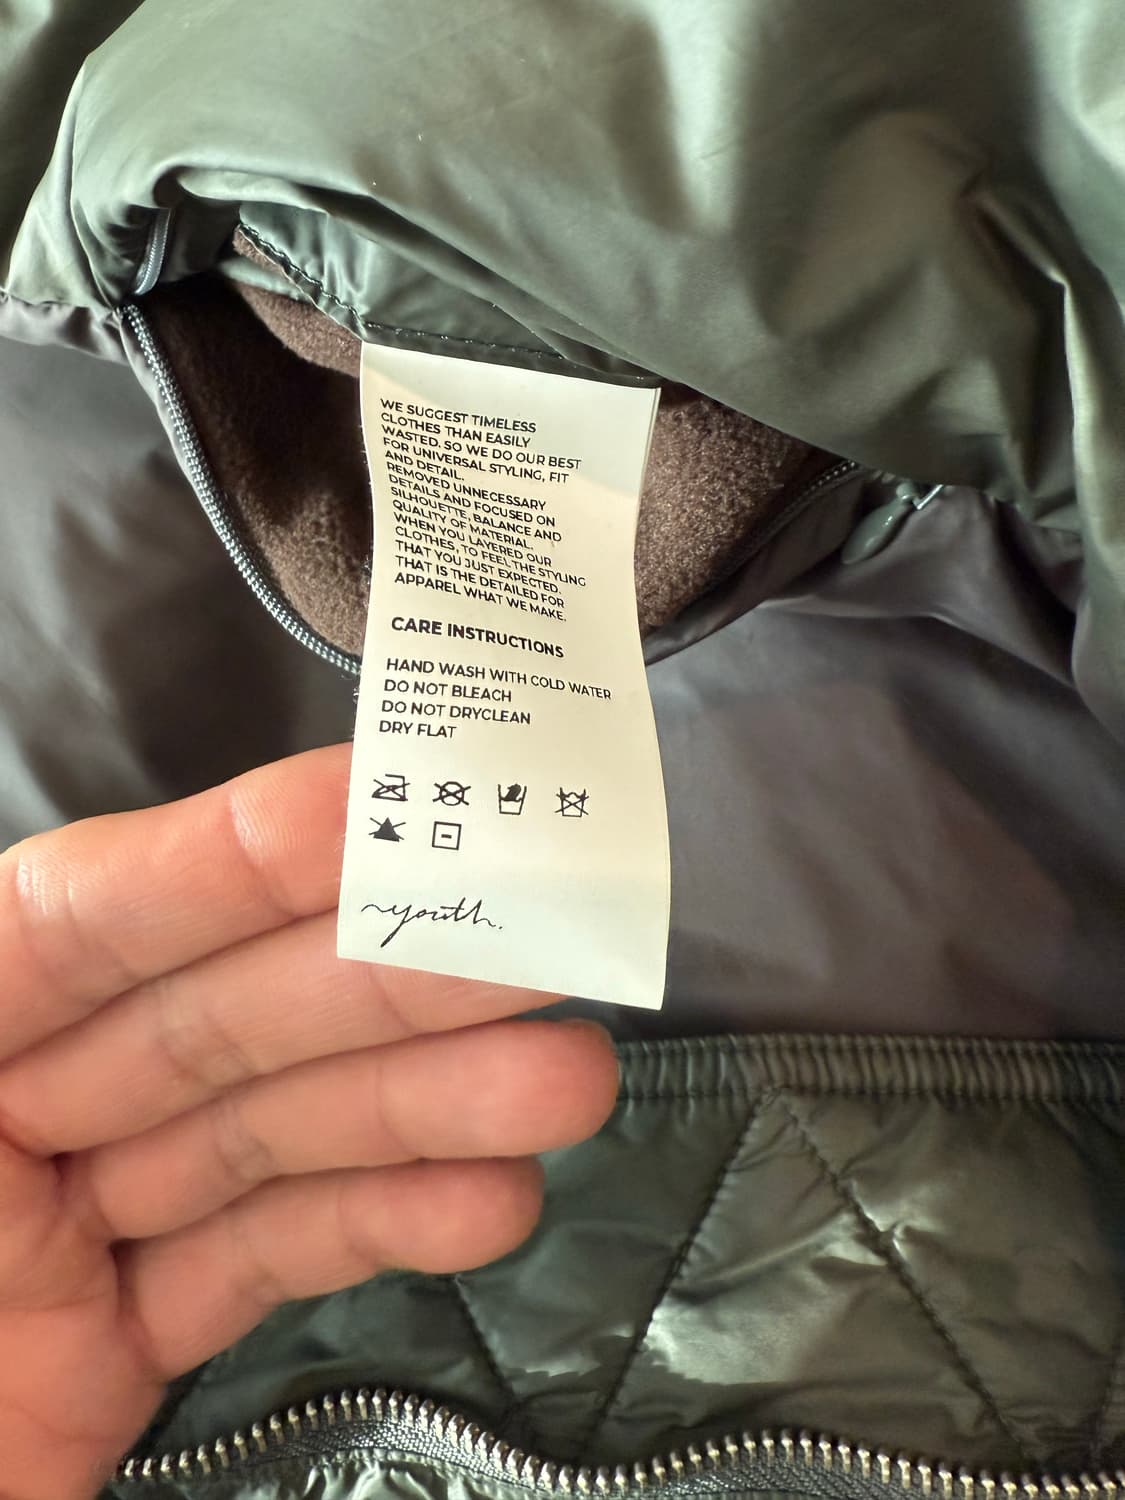 WE SUGGEST TIMELESS
CLOTHES THAN EASILY
WASTED. SO WE DO OUR BEST
FOR UNIVERSAL STYLING, FIT
AND DETAIL.
REMOVED UNNECESSARY
DETAILS AND FOCUSED ON
SILHOUETTE, BALANCE AND
QUALITY OF MATERIAL.
WHEN YOU LAYERED OUR
CLOTHES, TO FEEL THE STYLING
THAT YOU JUST EXPECTED.
THAT IS THE DETAILED FOR
APPAREL WHAT WE MAKE.
CARE INSTRUCTIONS
HAND WASH WITH COLD WATER
DO NOT BLEACH
DO NOT DRYCLEAN
DRY FLAT
~youth.